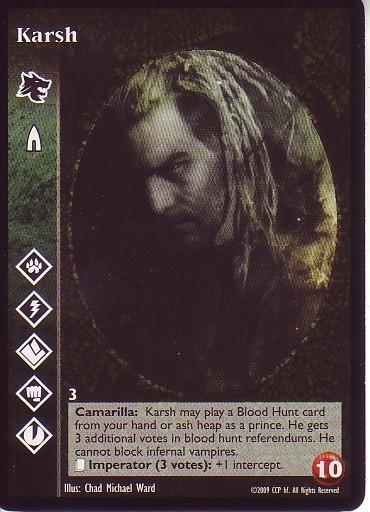 Karsh
3
Camarilla: Karsh may play a Blood Hunt card
from your hand or ash heap as a prince. He gets
3 additional votes in blood hunt referendums. He
cannot block infernal vampires.
Imperator (3 votes): +1 intercept.
10
Illus: Chad Michael Ward
©2009 CCP hf. All Rights Reserved